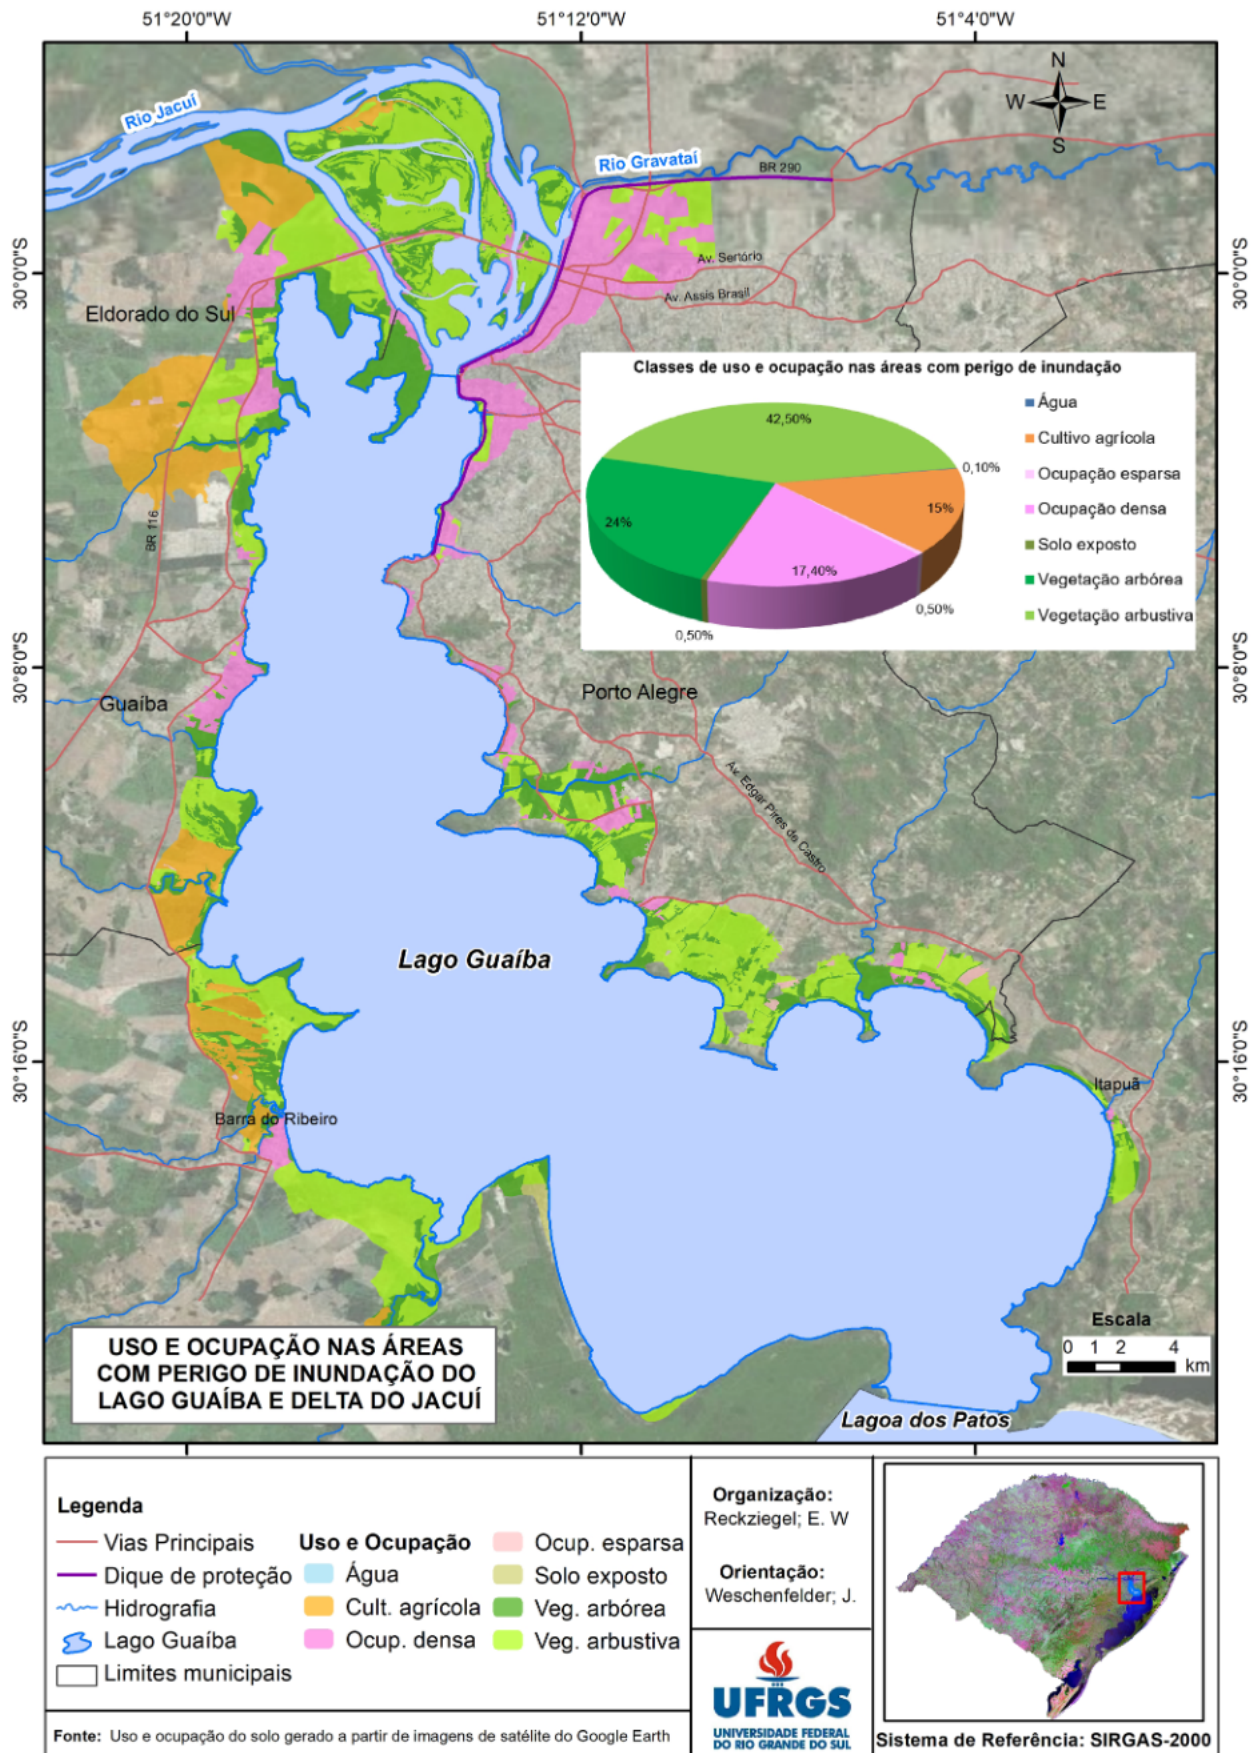 51°20'0"W
51°12'0"W
51°4'0"W
N
W E
S
Rio Jacuí
Rio Gravataí
BR 290
30°0'0"S
30°0'0"S
Av. Sertório
Av. Assis Brasil
Eldorado do Sul
Classes de uso e ocupação nas áreas com perigo de inundação
42,50%
0,10%
15%
24%
17,40%
0,50%
0,50%
Água
Cultivo agrícola
Ocupação esparsa
Ocupação densa
Solo exposto
Vegetação arbórea
Vegetação arbustiva
BR 116
30°8'0"S
30°8'0"S
Guaíba
Porto Alegre
Av. Edgar Pires de Castro
Lago Guaíba
30°16'0"S
30°16'0"S
Itapuã
Barra do Ribeiro
Escala
0 1 2 4
km
Lagoa dos Patos
USO E OCUPAÇÃO NAS ÁREAS
COM PERIGO DE INUNDAÇÃO DO
LAGO GUAÍBA E DELTA DO JACUÍ
Legenda
Vias Principais
Dique de proteção
Hidrografia
Lago Guaíba
Limites municipais
Uso e Ocupação
Água
Cult. agrícola
Ocup. densa
Ocup. esparsa
Solo exposto
Veg. arbórea
Veg. arbustiva
Fonte: Uso e ocupação do solo gerado a partir de imagens de satélite do Google Earth
Organização:
Reckziegel; E. W
Orientação:
Weschenfelder; J.
UFRGS
UNIVERSIDADE FEDERAL
DO RIO GRANDE DO SUL
Sistema de Referência: SIRGAS-2000